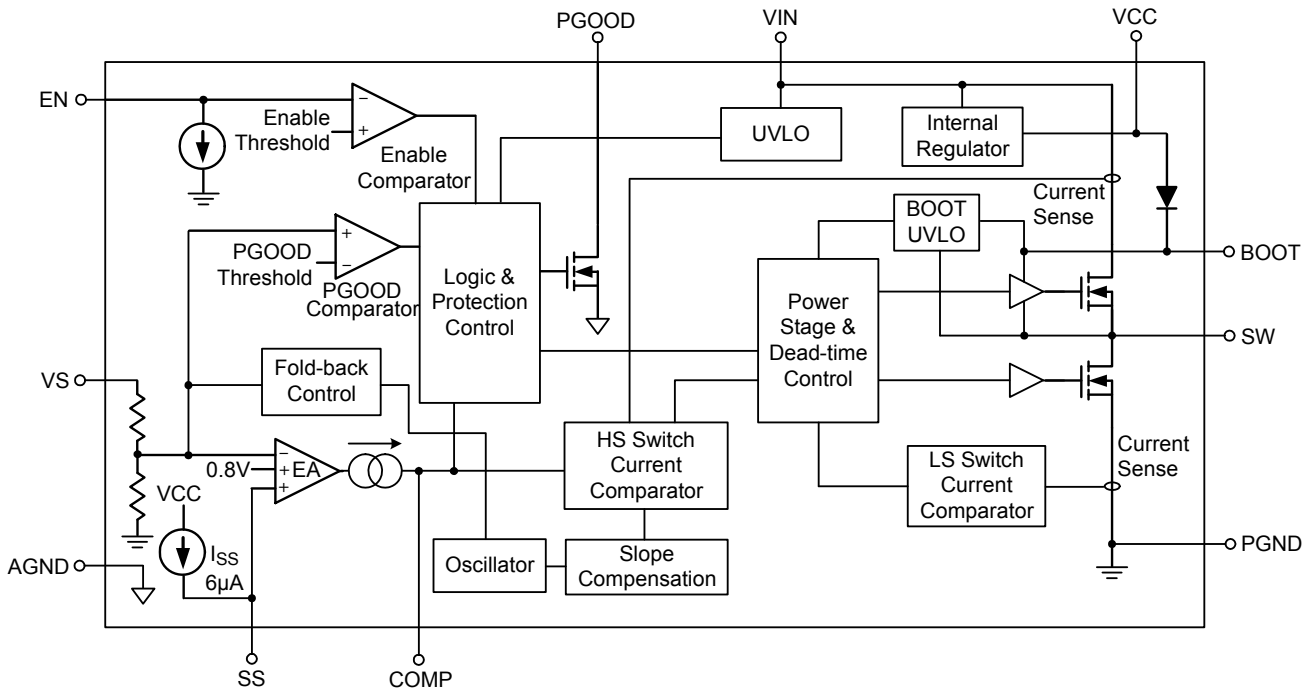 PGOOD
VIN
VCC
EN
Enable
Threshold
−
+
Enable
Comparator
UVLO
Internal
Regulator
Current
Sense
BOOT
UVLO
BOOT
PGOOD
Threshold
+
−
PGOOD
Comparator
Logic &
Protection
Control
Power
Stage &
Dead-time
Control
SW
VS
Fold-back
Control
0.8V
−
+
+
EA
HS Switch
Current
Comparator
LS Switch
Current
Comparator
Current
Sense
VCC
ISS
6µA
AGND
Oscillator
Slope
Compensation
PGND
SS
COMP